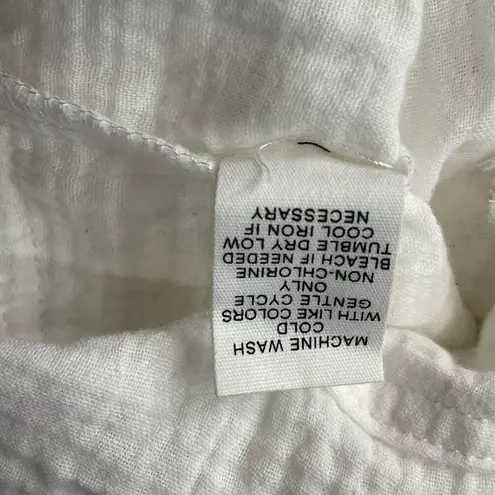 MACHINE WASH
COLD
WITH LIKE COLORS
GENTLE CYCLE
ONLY
NON-CHLORINE
BLEACH IF NEEDED
TUMBLE DRY LOW
COOL IRON IF
NECESSARY